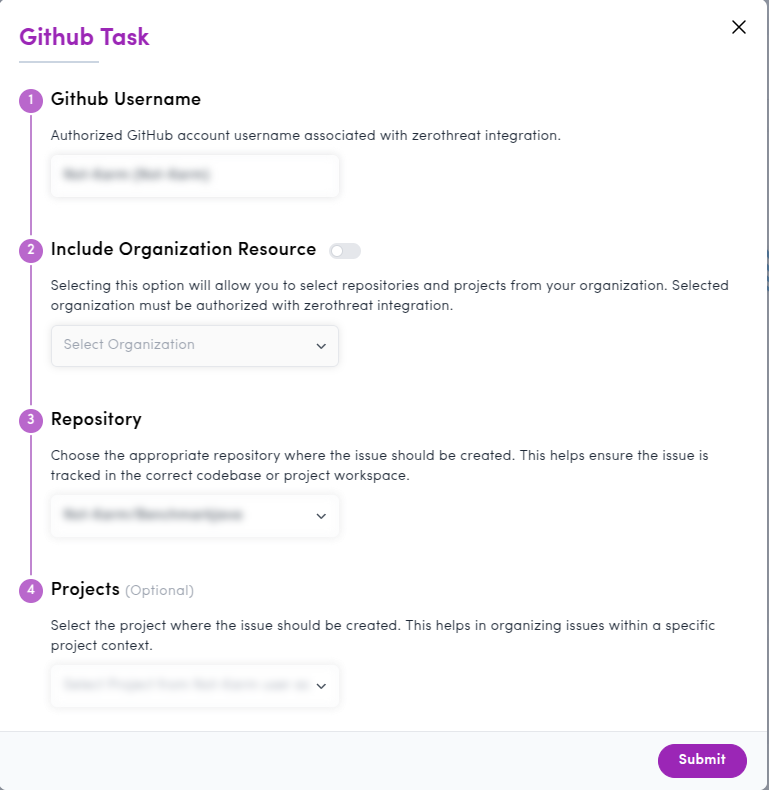 Github Task
1 Github Username
Authorized GitHub account username associated with zerothreat integration.
2 Include Organization Resource
Selecting this option will allow you to select repositories and projects from your organization. Selected
organization must be authorized with zerothreat integration.
Select Organization
3 Repository
Choose the appropriate repository where the issue should be created. This helps ensure the issue is
tracked in the correct codebase or project workspace.
4 Projects (Optional)
Select the project where the issue should be created. This helps in organizing issues within a specific
project context.
Submit